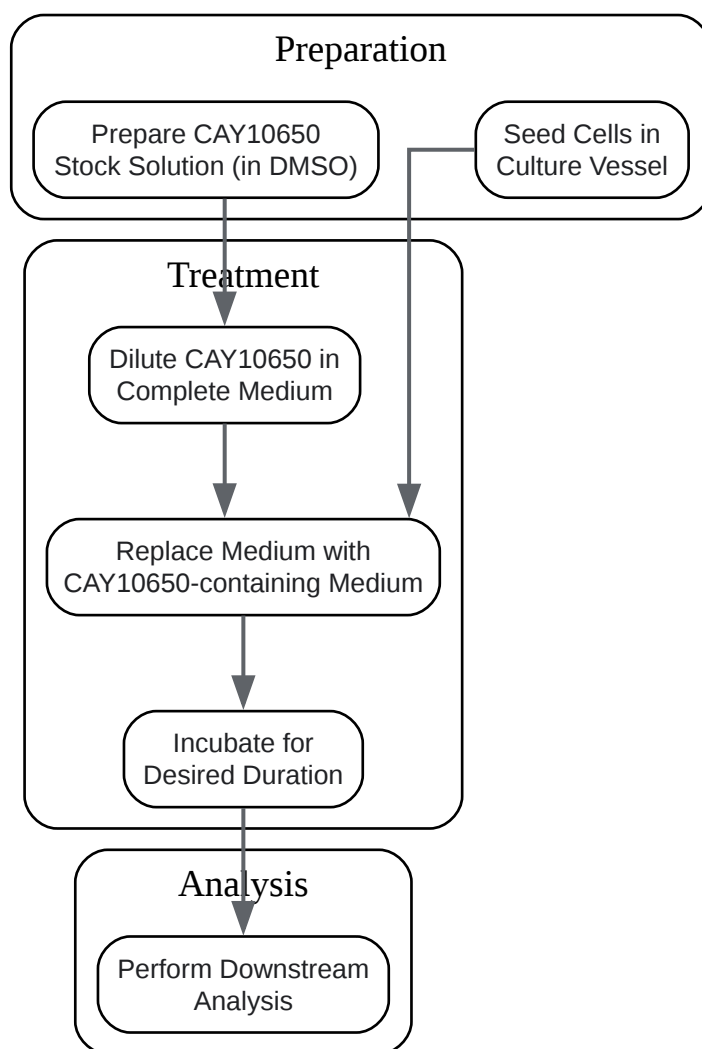 Preparation
Prepare CAY10650
Stock Solution (in DMSO)
Seed Cells in
Culture Vessel
Treatment
Dilute CAY10650 in
Complete Medium
Replace Medium with
CAY10650-containing Medium
Incubate for
Desired Duration
Analysis
Perform Downstream
Analysis